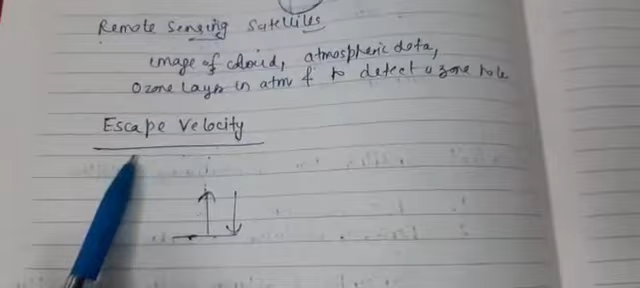 Remote Sensing Satellites
image of cloud, atmospheric data,
Ozone layer in atm & to detect ozone hole
Escape Velocity